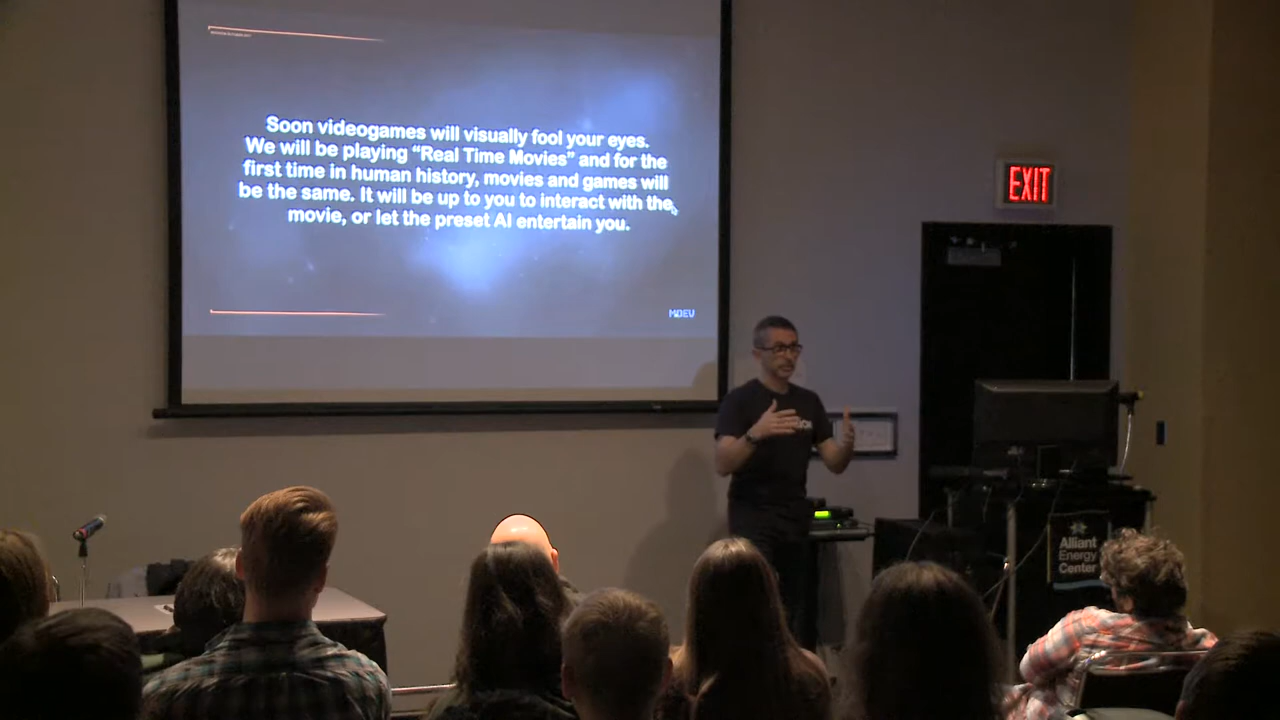 Soon videogames will visually fool your eyes.
We will be playing “Real Time Movies” and for the
first time in human history, movies and games will
be the same. It will be up to you to interact with the
movie, or let the preset AI entertain you.
EXIT
Alliant
Energy
Center